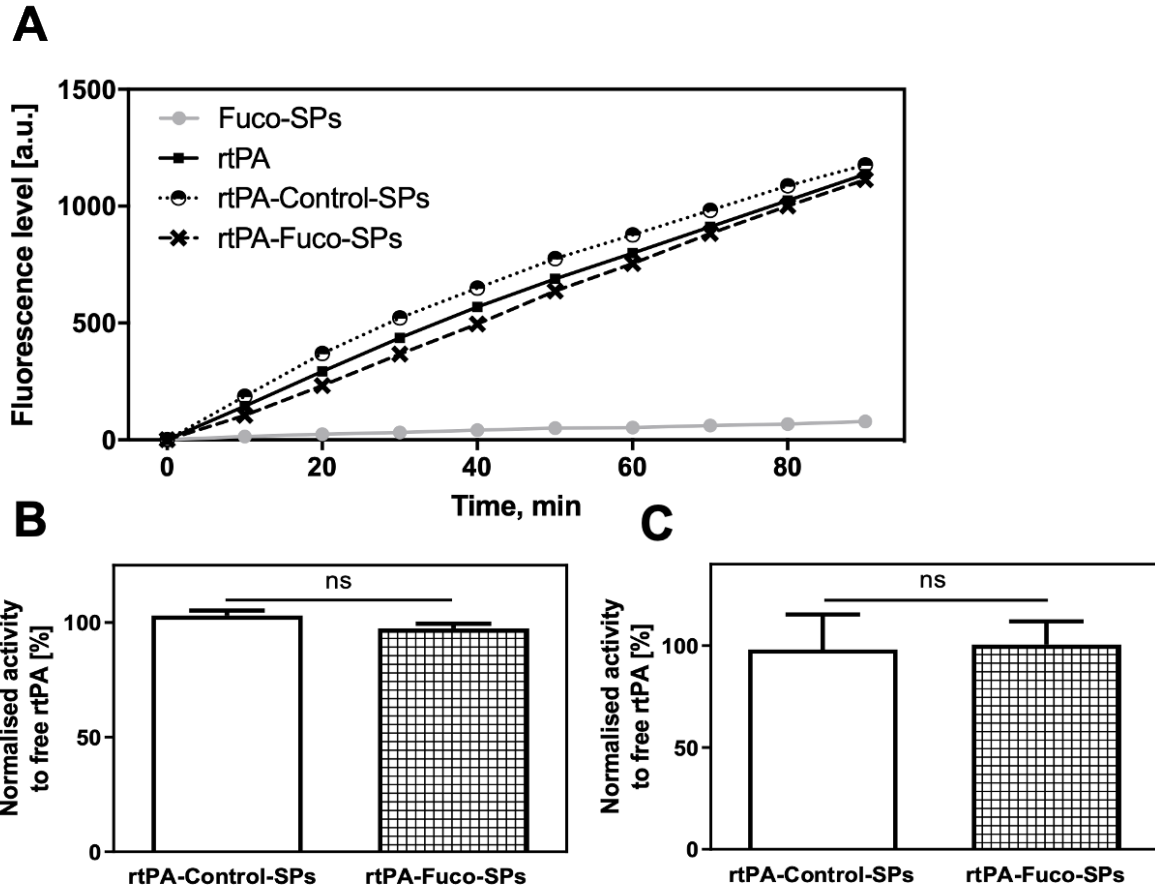 A
Fluorescence level [a.u.]
1500
1000
500
0
Fuco-SPs
rtPA
rtPA-Control-SPs
rtPA-Fuco-SPs
0 20 40 60 80
Time, min
B
Normalised activity
to free rtPA [%]
100
50
0
ns
rtPA-Control-SPs rtPA-Fuco-SPs
C
Normalised activity
to free rtPA [%]
100
50
0
ns
rtPA-Control-SPs rtPA-Fuco-SPs